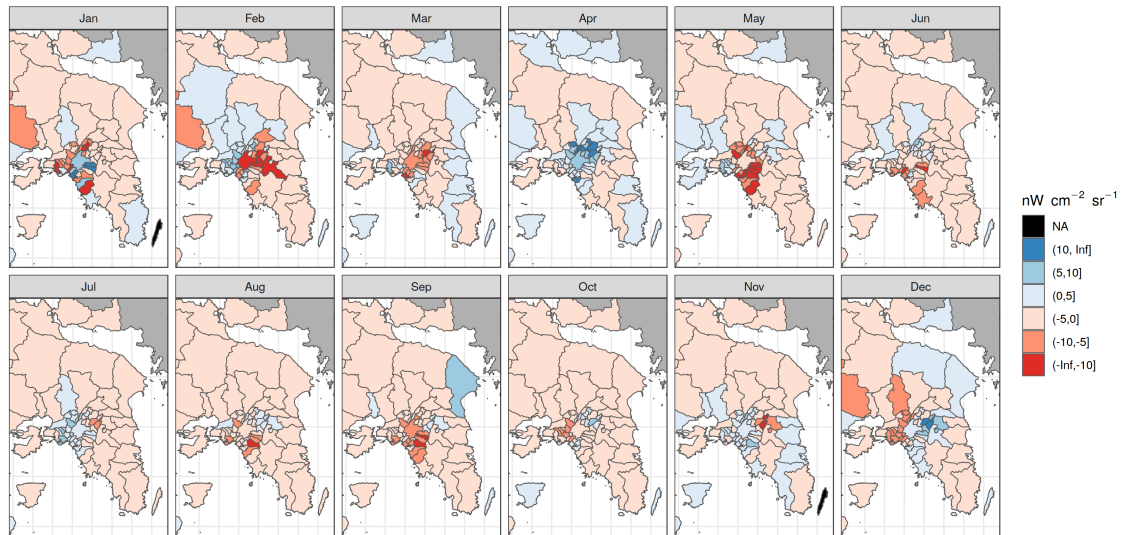 Jan Feb Mar Apr May Jun
Jul Aug Sep Oct Nov Dec
nW cm⁻² sr⁻¹
NA
(10, Inf]
(5,10]
(0,5]
(-5,0]
(-10,-5]
(-Inf,-10]